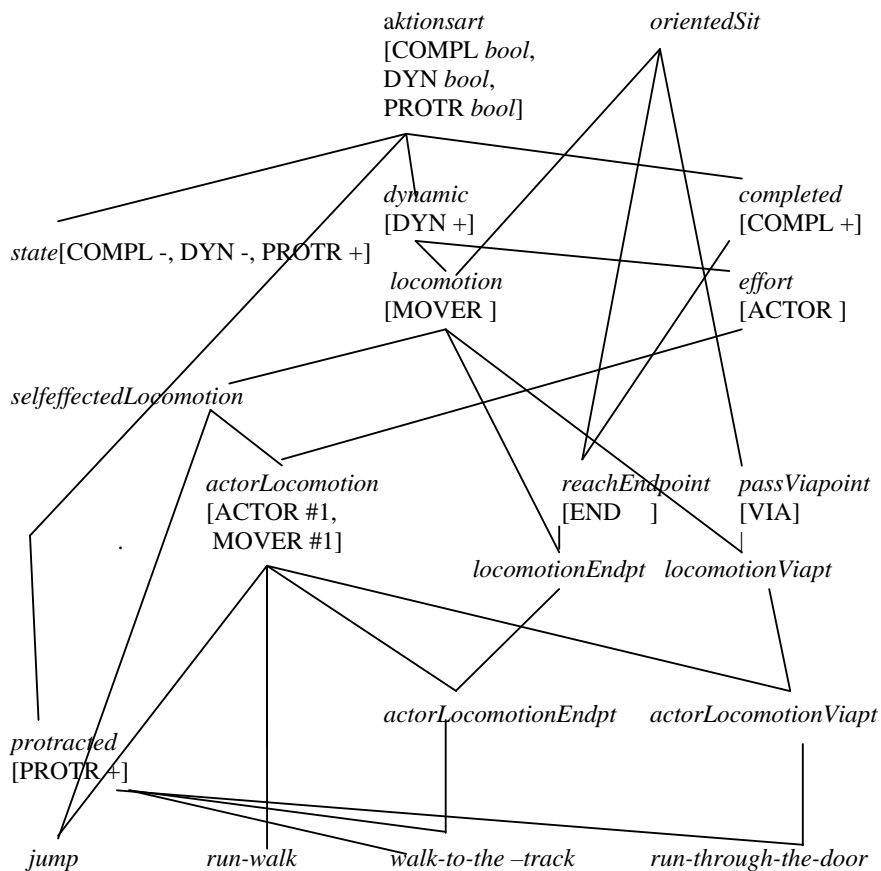 aktionsart orientedSit
[COMPL bool,
DYN bool,
PROTR bool]
dynamic completed
[DYN +] [COMPL +]
state[COMPL -, DYN -, PROTR +]
locomotion effort
[MOVER ] [ACTOR ]
selfeffectedLocomotion
actorLocomotion reachEndpoint passViapoint
[ACTOR #1, [END ] [VIA]
MOVER #1]
.
locomotionEndpt locomotionViapt
actorLocomotionEndpt actorLocomotionViapt
protracted
[PROTR +]
jump run-walk walk-to-the –track run-through-the-door